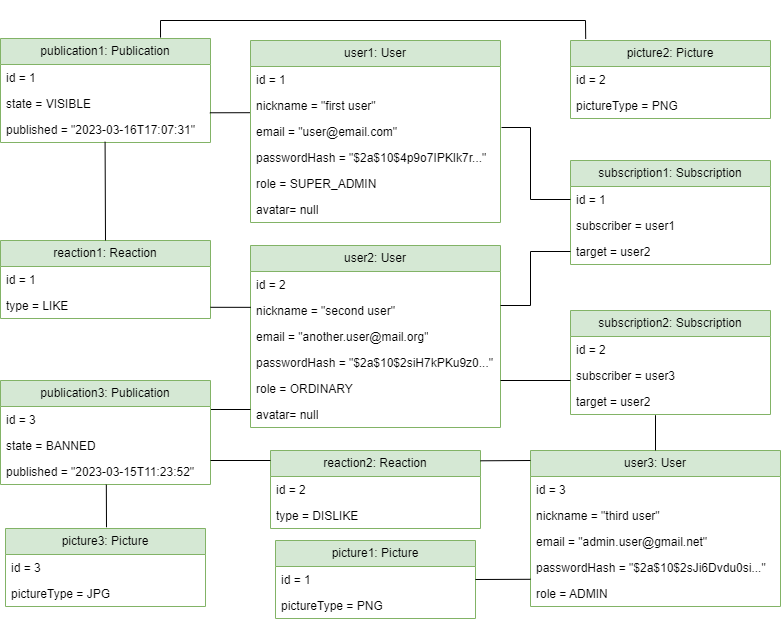 publication1: Publication
id = 1
state = VISIBLE
published = "2023-03-16T17:07:31"
user1: User
id = 1
nickname = "first user"
email = "user@email.com"
passwordHash = "$2a$10$4p9o7IPKlk7r..."
role = SUPER_ADMIN
avatar= null
picture2: Picture
id = 2
pictureType = PNG
subscription1: Subscription
id = 1
subscriber = user1
target = user2
reaction1: Reaction
id = 1
type = LIKE
user2: User
id = 2
nickname = "second user"
email = "another.user@mail.org"
passwordHash = "$2a$10$2siH7kPKu9z0..."
role = ORDINARY
avatar= null
subscription2: Subscription
id = 2
subscriber = user3
target = user2
publication3: Publication
id = 3
state = BANNED
published = "2023-03-15T11:23:52"
reaction2: Reaction
id = 2
type = DISLIKE
user3: User
id = 3
nickname = "third user"
email = "admin.user@gmail.net"
passwordHash = "$2a$10$2sJi6Dvdu0si..."
role = ADMIN
picture3: Picture
id = 3
pictureType = JPG
picture1: Picture
id = 1
pictureType = PNG